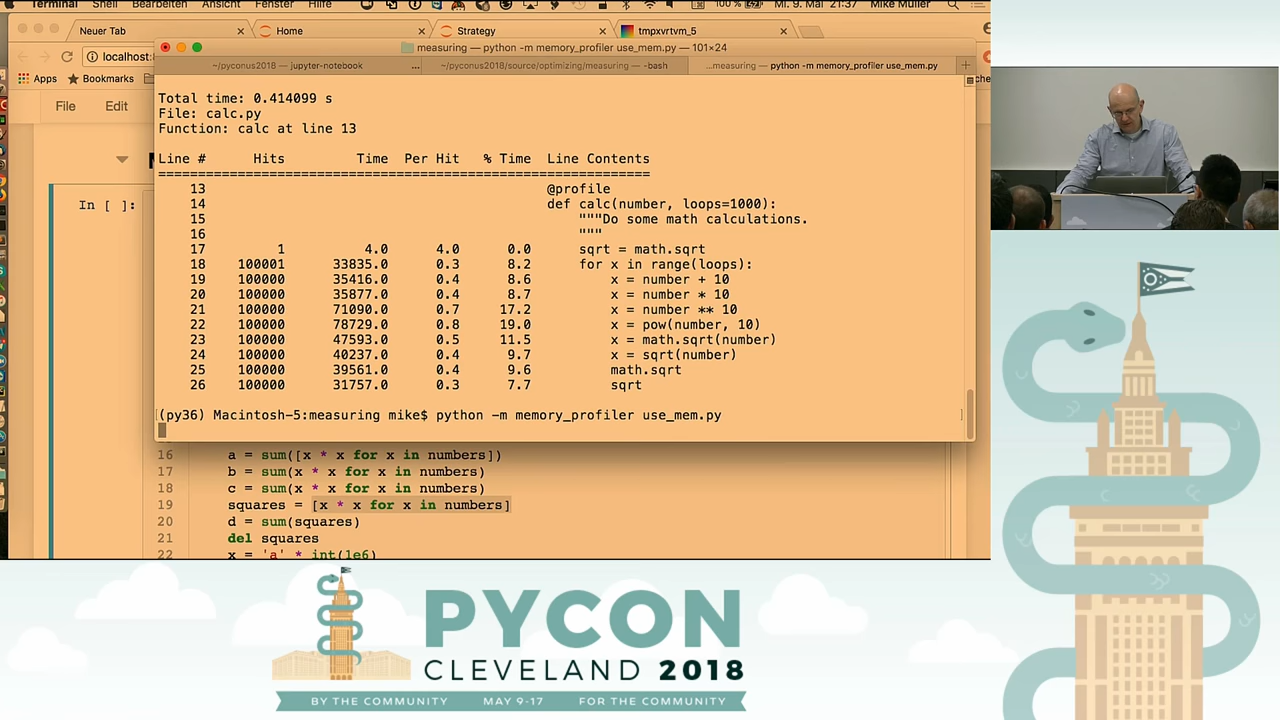 Terminal Shell Bearbeiten Ansicht Fenster Hilfe 100 % Mi. 9. Mai 21:37 Mike Müller
Neuer Tab Home Strategy tmpxvrtvm_5
localhost:
Apps Bookmarks
File Edit
measuring — python -m memory_profiler use_mem.py — 101×24
~/pyconus2018 — jupyter-notebook ... ~/pyconus2018/source/optimizing/measuring — -bash ...measuring — python -m memory_profiler use_mem.py +
Total time: 0.414099 s
File: calc.py
Function: calc at line 13
Line # Hits Time Per Hit % Time Line Contents
==============================================================
13 @profile
14 def calc(number, loops=1000):
15 """Do some math calculations.
16 """
17 1 4.0 4.0 0.0 sqrt = math.sqrt
18 100001 33835.0 0.3 8.2 for x in range(loops):
19 100000 35416.0 0.4 8.6 x = number + 10
20 100000 35877.0 0.4 8.7 x = number * 10
21 100000 71090.0 0.7 17.2 x = number ** 10
22 100000 78729.0 0.8 19.0 x = pow(number, 10)
23 100000 47593.0 0.5 11.5 x = math.sqrt(number)
24 100000 40237.0 0.4 9.7 x = sqrt(number)
25 100000 39561.0 0.4 9.6 math.sqrt
26 100000 31757.0 0.3 7.7 sqrt
(py36) Macintosh-5:measuring mike$ python -m memory_profiler use_mem.py
In [ ]:
16 a = sum([x * x for x in numbers])
17 b = sum(x * x for x in numbers)
18 c = sum(x * x for x in numbers)
19 squares = [x * x for x in numbers]
20 d = sum(squares)
21 del squares
22 x = 'a' * int(1e6)
PYCON
CLEVELAND 2018
BY THE COMMUNITY MAY 9-17 FOR THE COMMUNITY